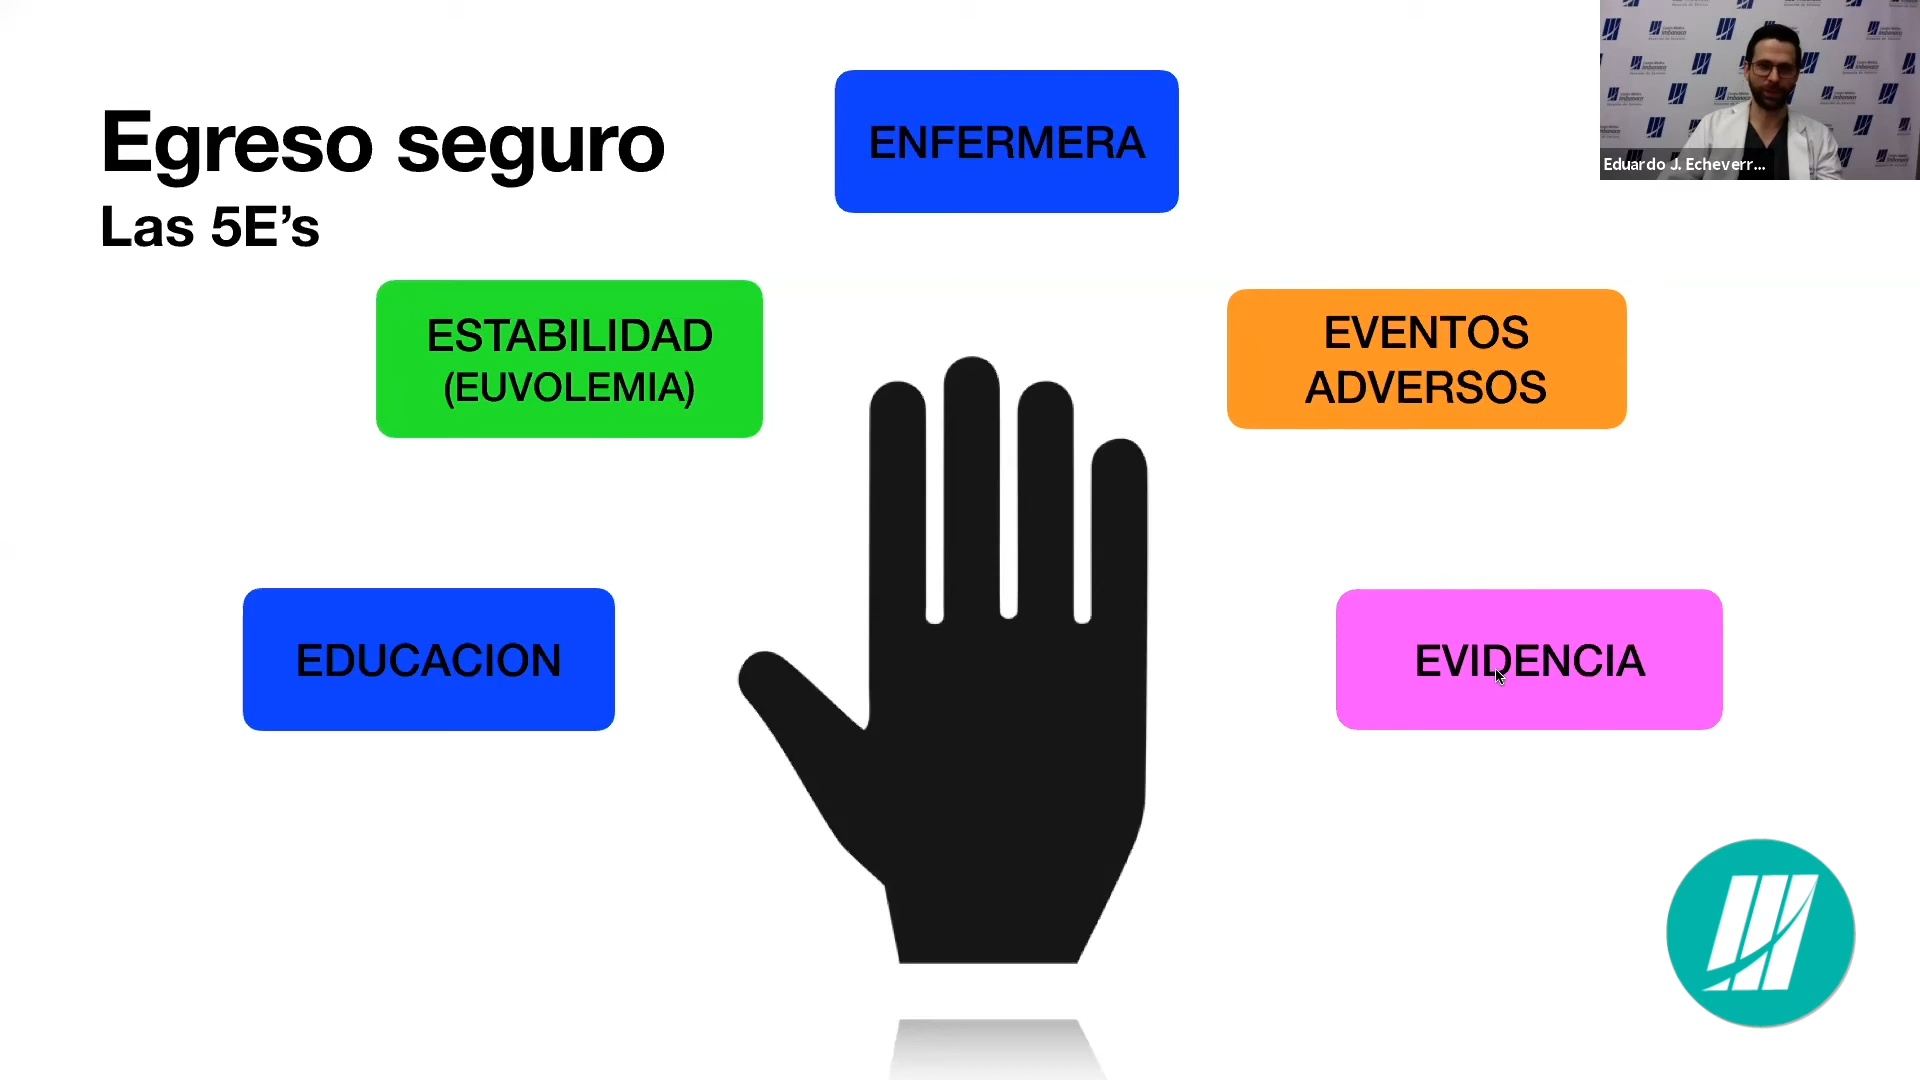 Egreso seguro
Las 5E’s
ENFERMERA
ESTABILIDAD
(EUVOLEMIA)
EVENTOS
ADVERSOS
EDUCACION
EVIDENCIA
Eduardo J. Echeverr...